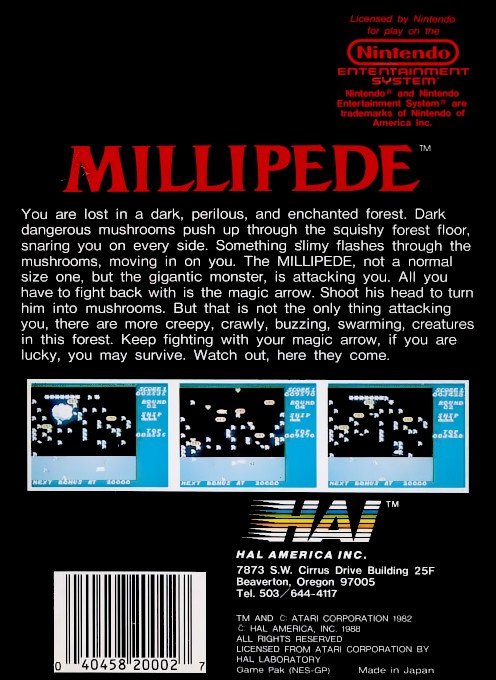 Licensed by Nintendo
for play on the
Nintendo
ENTERTAINMENT
SYSTEM
Nintendo® and Nintendo
Entertainment System® are
trademarks of Nintendo of
America Inc.
MILLIPEDE™
You are lost in a dark, perilous, and enchanted forest. Dark
dangerous mushrooms push up through the squishy forest floor,
snaring you on every side. Something slimy flashes through the
mushrooms, moving in on you. The MILLIPEDE, not a normal
size one, but the gigantic monster, is attacking you. All you
have to fight back with is the magic arrow. Shoot his head to turn
him into mushrooms. But that is not the only thing attacking
you, there are more creepy, crawly, buzzing, swarming, creatures
in this forest. Keep fighting with your magic arrow, if you are
lucky, you may survive. Watch out, here they come.
NEXT BONUS AT 20000
NEXT BONUS AT 20000
NEXT BONUS AT 20000
HAL™
HAL AMERICA INC.
7873 S.W. Cirrus Drive Building 25F
Beaverton, Oregon 97005
Tel. 503/644-4117
TM AND © ATARI CORPORATION 1982
© HAL AMERICA, INC. 1988
ALL RIGHTS RESERVED
LICENSED FROM ATARI CORPORATION BY
HAL LABORATORY
Game Pak (NES-GP) Made in Japan
0 40458 20002 7